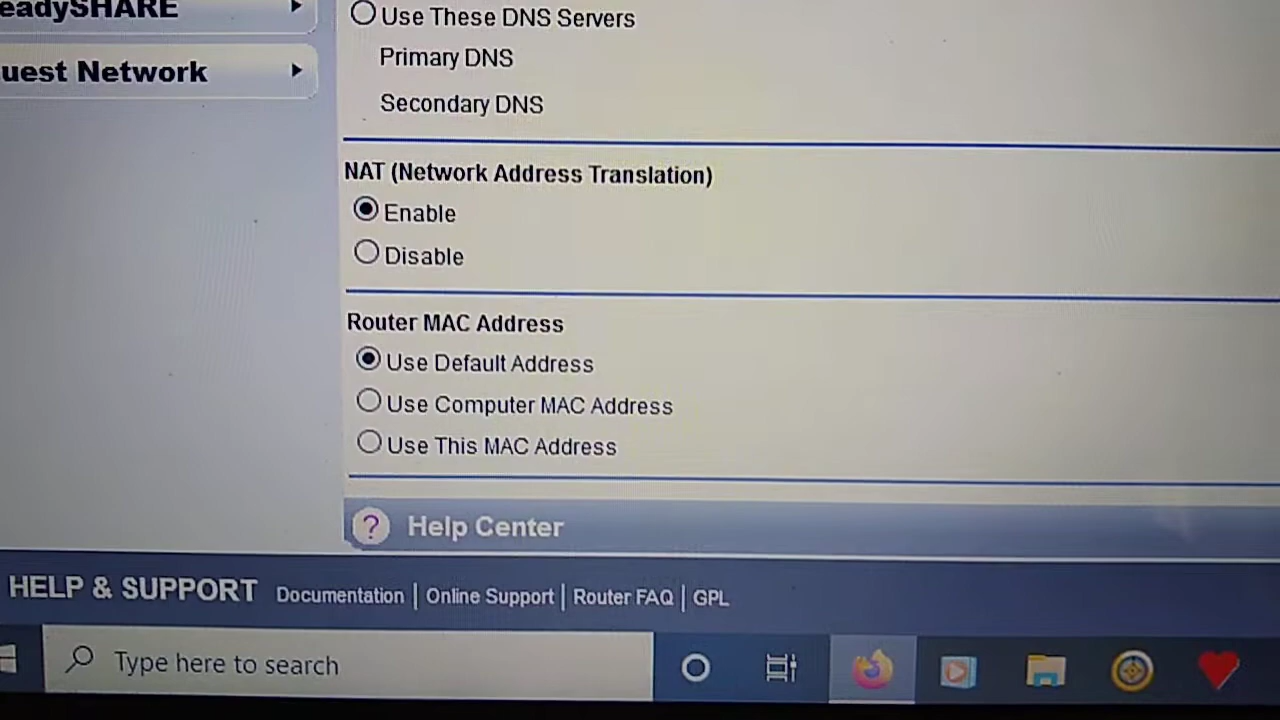 eadySHARE
Use These DNS Servers
Primary DNS
uest Network
Secondary DNS
NAT (Network Address Translation)
Enable
Disable
Router MAC Address
Use Default Address
Use Computer MAC Address
Use This MAC Address
? Help Center
HELP & SUPPORT Documentation | Online Support | Router FAQ | GPL
Type here to search